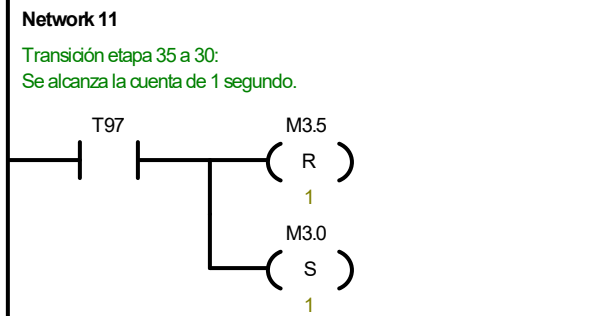 Network 11
Transición etapa 35 a 30:
Se alcanza la cuenta de 1 segundo.
T97
M3.5
R
1
M3.0
S
1